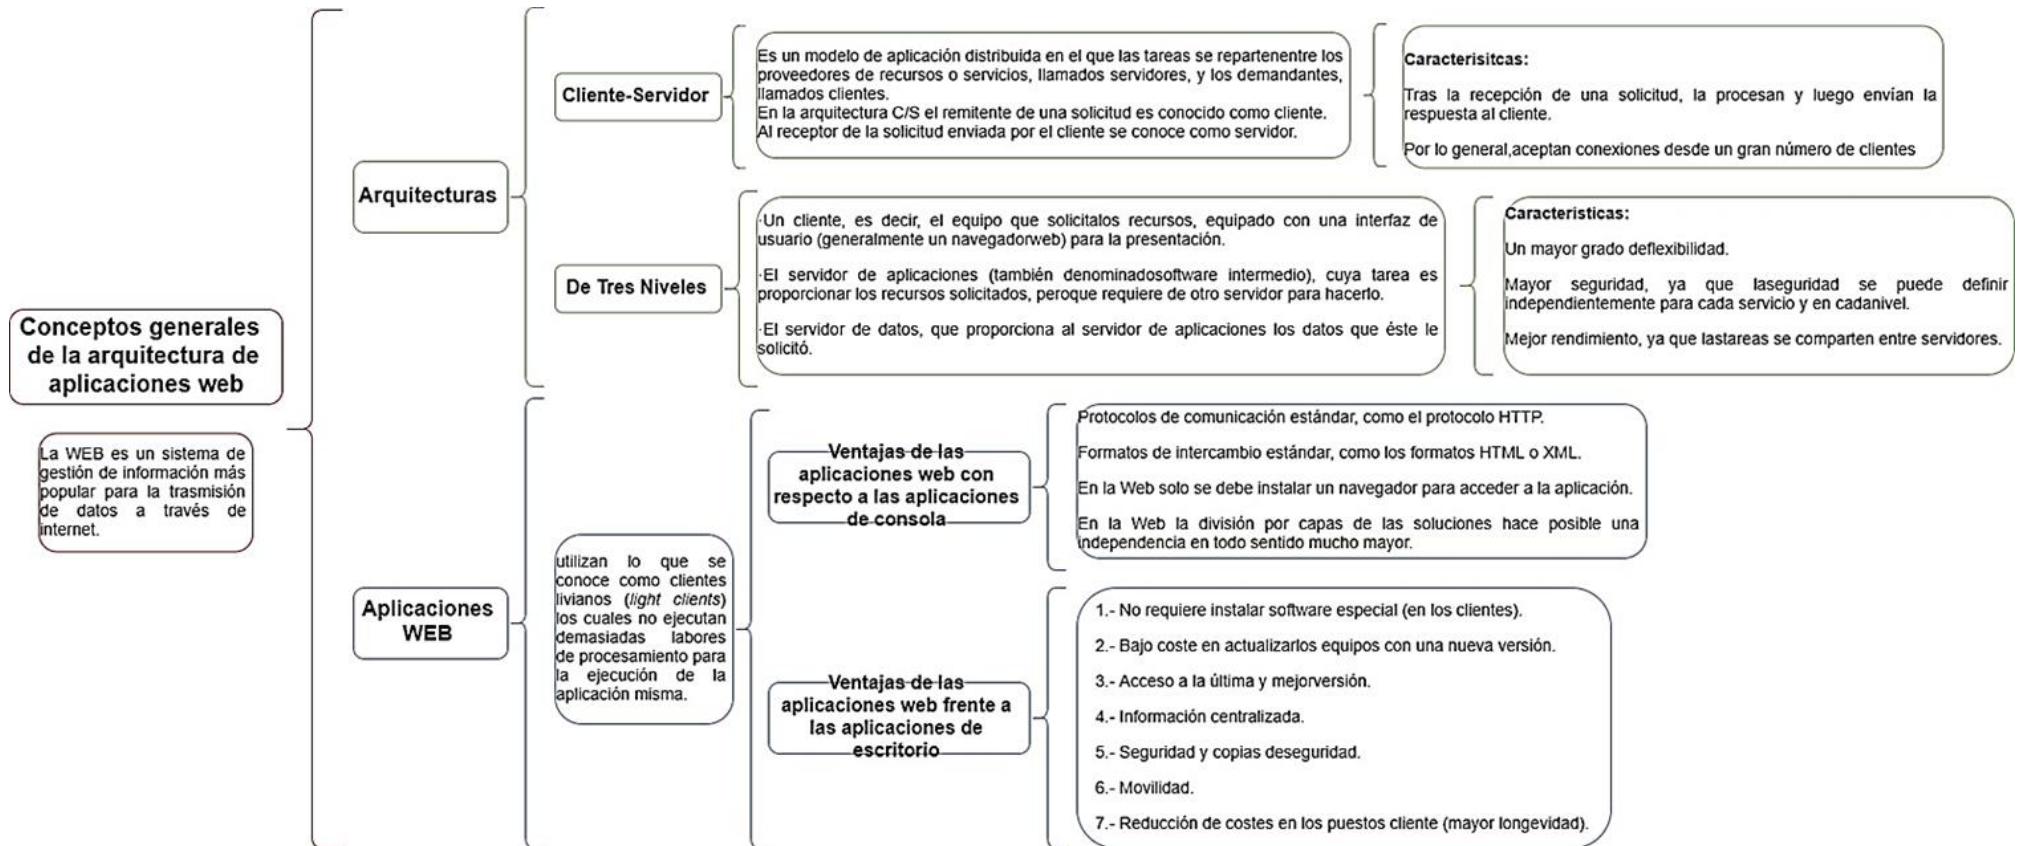 Conceptos generales
de la arquitectura de
aplicaciones web
La WEB es un sistema de
gestión de información más
popular para la trasmisión
de datos a través de
internet.
Arquitecturas
Cliente-Servidor
Es un modelo de aplicación distribuida en el que las tareas se repartenentre los
proveedores de recursos o servicios, llamados servidores, y los demandantes,
llamados clientes.
En la arquitectura C/S el remitente de una solicitud es conocido como cliente.
Al receptor de la solicitud enviada por el cliente se conoce como servidor.
Caracterisitcas:
Tras la recepción de una solicitud, la procesan y luego envían la
respuesta al cliente.
Por lo general,aceptan conexiones desde un gran número de clientes
De Tres Niveles
·Un cliente, es decir, el equipo que solicitalos recursos, equipado con una interfaz de
usuario (generalmente un navegadorweb) para la presentación.
·El servidor de aplicaciones (también denominadosoftware intermedio), cuya tarea es
proporcionar los recursos solicitados, peroque requiere de otro servidor para hacerlo.
·El servidor de datos, que proporciona al servidor de aplicaciones los datos que éste le
solicitó.
Caracteristicas:
Un mayor grado deflexibilidad.
Mayor seguridad, ya que laseguridad se puede definir
independientemente para cada servicio y en cadanivel.
Mejor rendimiento, ya que lastareas se comparten entre servidores.
Aplicaciones
WEB
utilizan lo que se
conoce como clientes
livianos (light clients)
los cuales no ejecutan
demasiadas labores
de procesamiento para
la ejecución de la
aplicación misma.
Ventajas de las
aplicaciones web con
respecto a las aplicaciones
de consola
Protocolos de comunicación estándar, como el protocolo HTTP.
Formatos de intercambio estándar, como los formatos HTML o XML.
En la Web solo se debe instalar un navegador para acceder a la aplicación.
En la Web la división por capas de las soluciones hace posible una
independencia en todo sentido mucho mayor.
Ventajas de las
aplicaciones web frente a
las aplicaciones de
escritorio
1.- No requiere instalar software especial (en los clientes).
2.- Bajo coste en actualizarlos equipos con una nueva versión.
3.- Acceso a la última y mejorversión.
4.- Información centralizada.
5.- Seguridad y copias deseguridad.
6.- Movilidad.
7.- Reducción de costes en los puestos cliente (mayor longevidad).